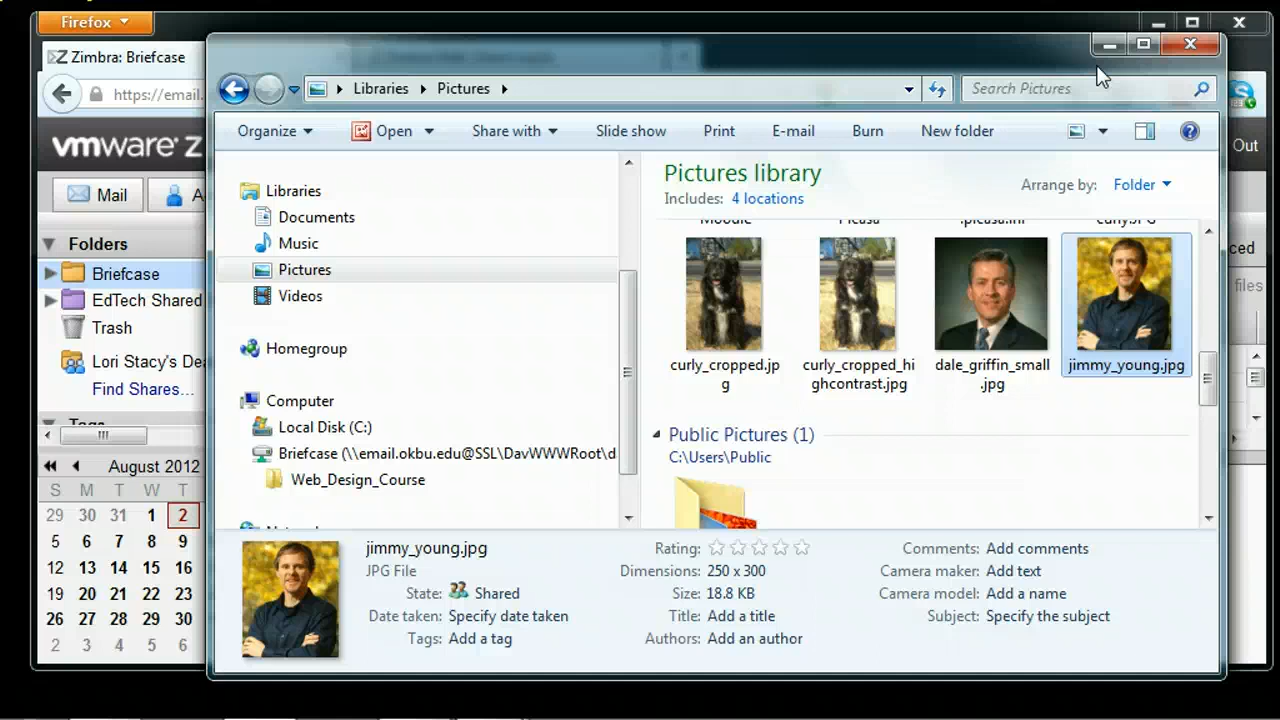 Firefox
Zimbra: Briefcase
https://email.
vmware Z
Out
Mail
A
Folders
Briefcase
EdTech Shared
Trash
Lori Stacy's De
Find Shares...
August 2012
S M T W T
29 30 31 1 2
5 6 7 8 9
12 13 14 15 16
19 20 21 22 23
26 27 28 29 30
2 3 4 5 6
ced
files
Libraries Pictures
Search Pictures
Organize Open Share with Slide show Print E-mail Burn New folder
Libraries
Documents
Music
Pictures
Videos
Homegroup
Computer
Local Disk (C:)
Briefcase (\\email.okbu.edu@SSL\DavWWWRoot\d
Web_Design_Course
Pictures library
Includes: 4 locations
Arrange by: Folder
Moodle Picasa .picasa.ini
curly_cropped.jp
g
curly_cropped_hi
ghcontrast.jpg
dale_griffin_small
.jpg
jimmy_young.jpg
Public Pictures (1)
C:\Users\Public
jimmy_young.jpg
JPG File
State: Shared
Date taken: Specify date taken
Tags: Add a tag
Rating:
Dimensions: 250 x 300
Size: 18.8 KB
Title: Add a title
Authors: Add an author
Comments: Add comments
Camera maker: Add text
Camera model: Add a name
Subject: Specify the subject